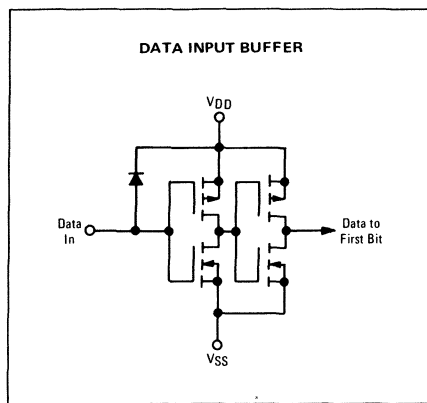 DATA INPUT BUFFER
VDD
Data
In
Data to
First Bit
VSS